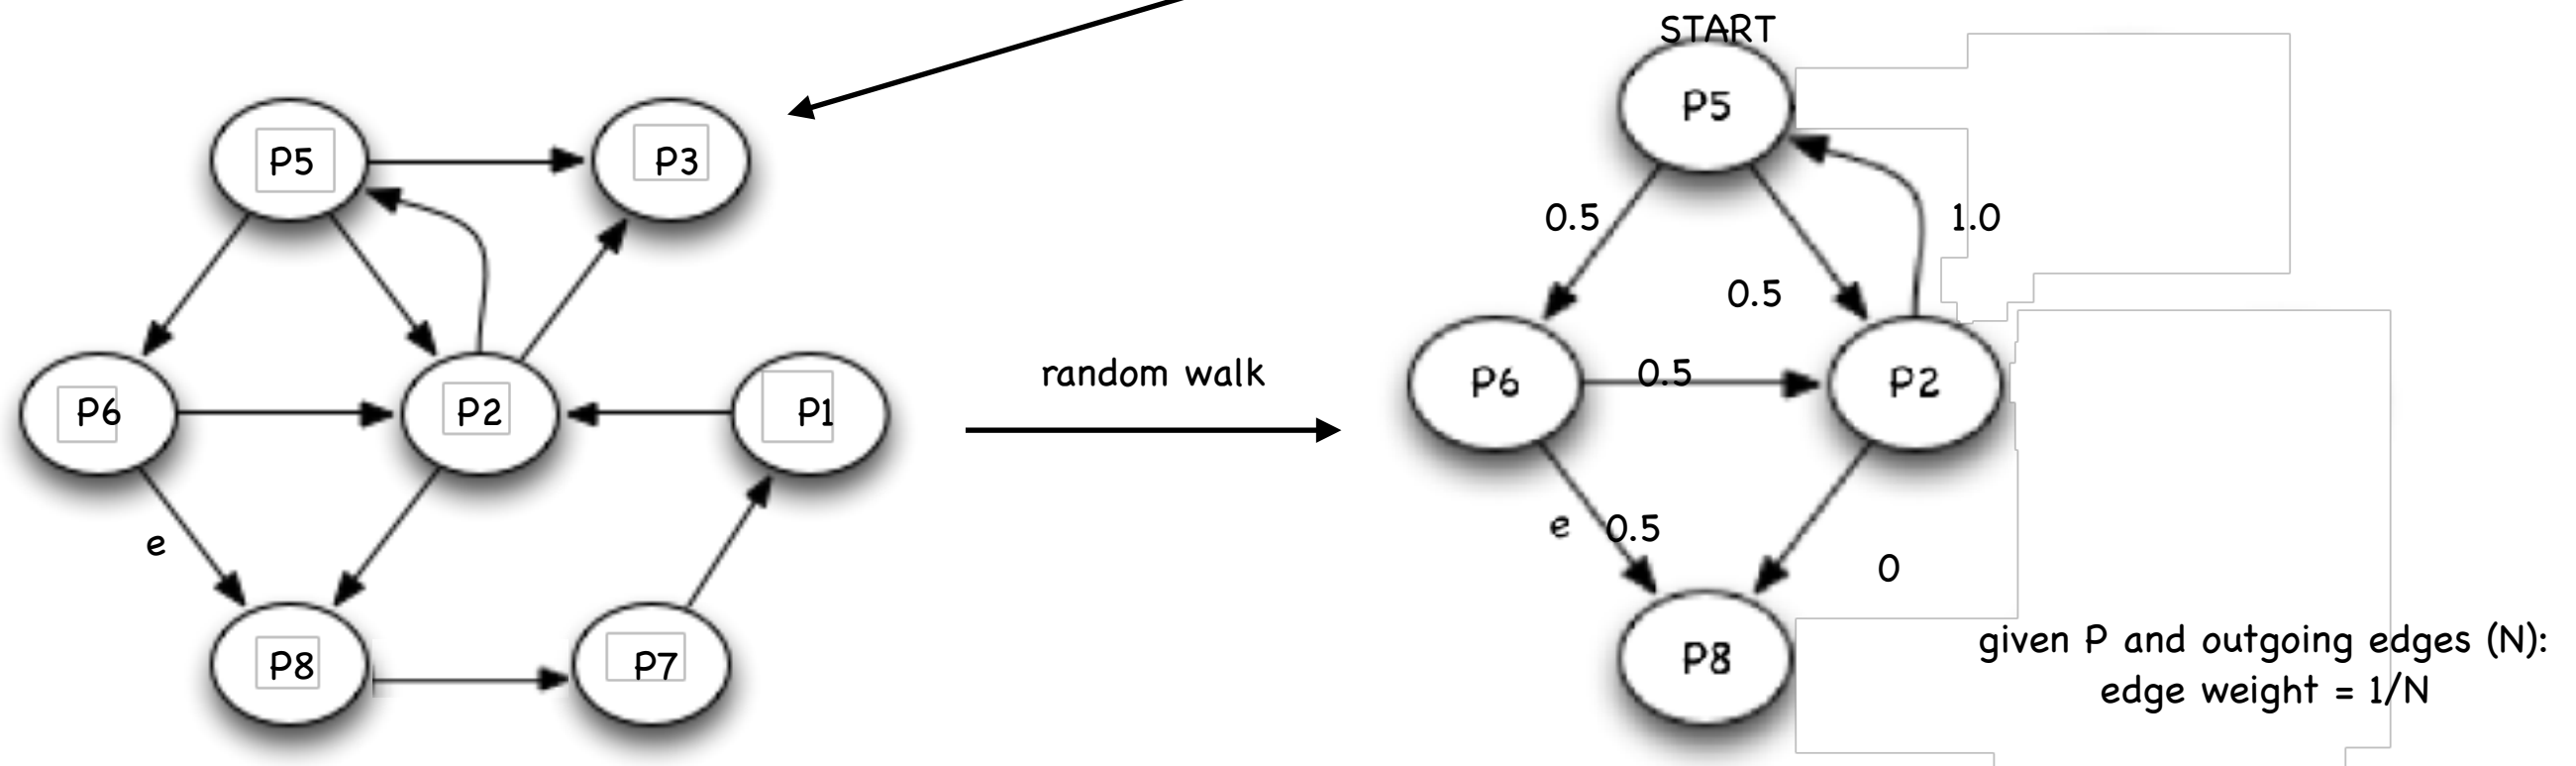 START
P5
P5
P3
0.5
1.0
0.5
random walk
0.5
P6
P2
P1
P6
P2
e
e
0.5
0
P8
P7
P8
given P and outgoing edges (N):
edge weight = 1/N